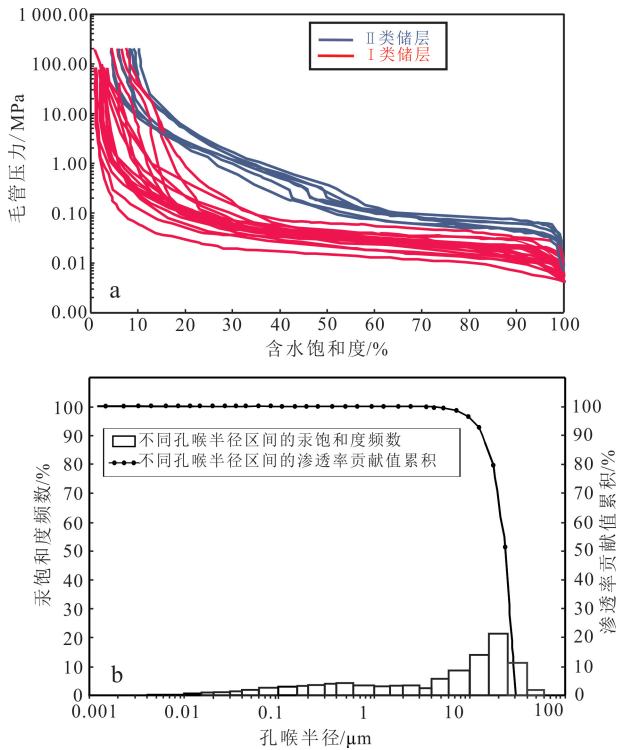 1 000.00
100.00
10.00
1.00
0.10
0.01
0.00
毛管压力/MPa
Ⅱ类储层
Ⅰ类储层
a
0 10 20 30 40 50 60 70 80 90 100
含水饱和度/%
100 100
90 90
80 80
70 70
60 60
50 50
40 40
30 30
20 20
10 10
0 0
汞饱和度频数/%
渗透率贡献值累积/%
不同孔喉半径区间的汞饱和度频数
不同孔喉半径区间的渗透率贡献值累积
b
0.001 0.01 0.1 1 10 100
孔喉半径/μm